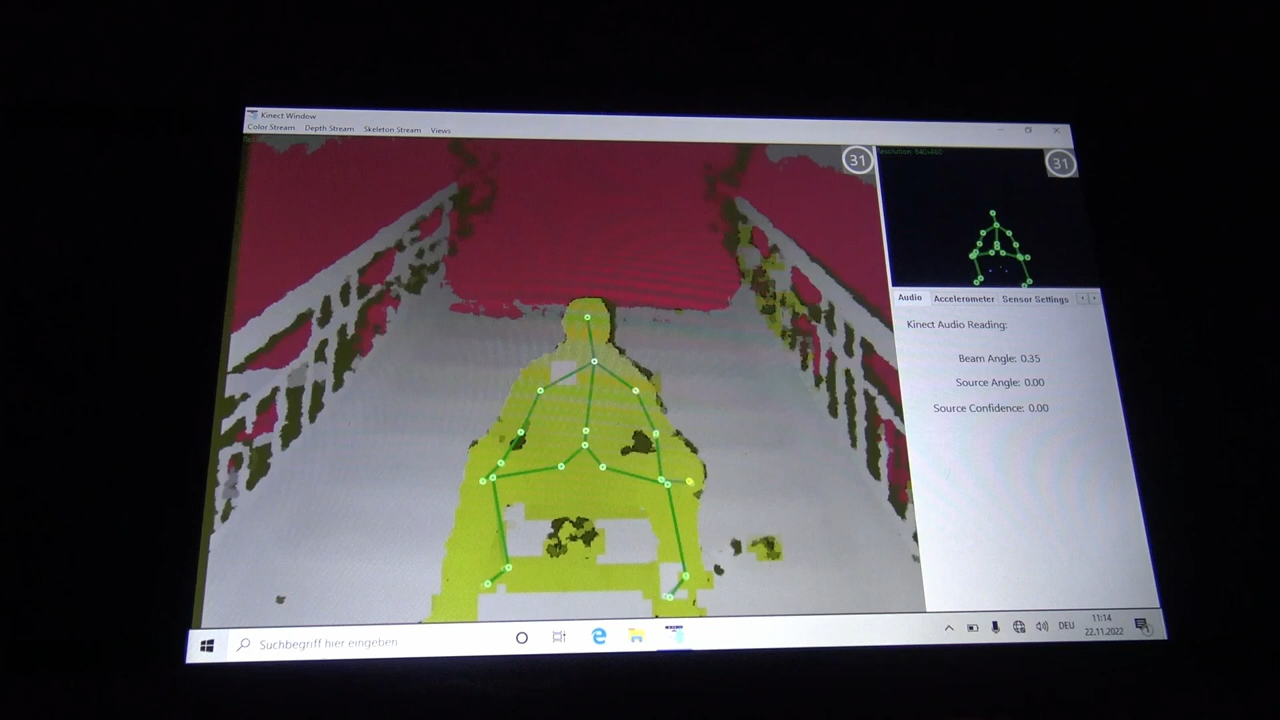 Kinect Window
Color Stream Depth Stream Skeleton Stream Views
31
Resolution: 640x480
31
Audio Accelerometer Sensor Settings
Kinect Audio Reading:
Beam Angle: 0.35
Source Angle: 0.00
Source Confidence: 0.00
Suchbegriff hier eingeben
DEU
11:14
22.11.2022